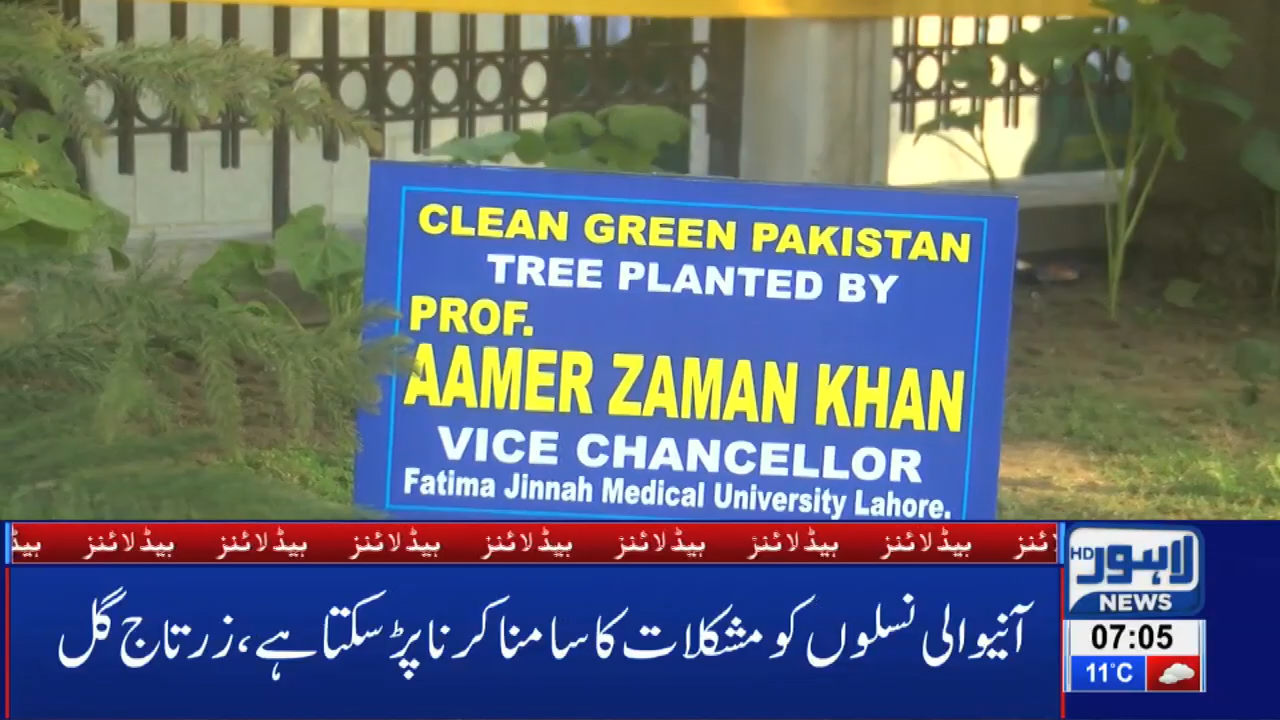 CLEAN GREEN PAKISTAN
TREE PLANTED BY
PROF.
AAMER ZAMAN KHAN
VICE CHANCELLOR
Fatima Jinnah Medical University Lahore.
ہیڈلائنز ہیڈلائنز ہیڈلائنز ہیڈلائنز ہیڈلائنز ہیڈلائنز ہیڈلائنز
لاہور HD
NEWS
آنیوالی نسلوں کو مشکلات کا سامنا کرنا پڑ سکتا ہے، زرتاج گل
07:05
11°C